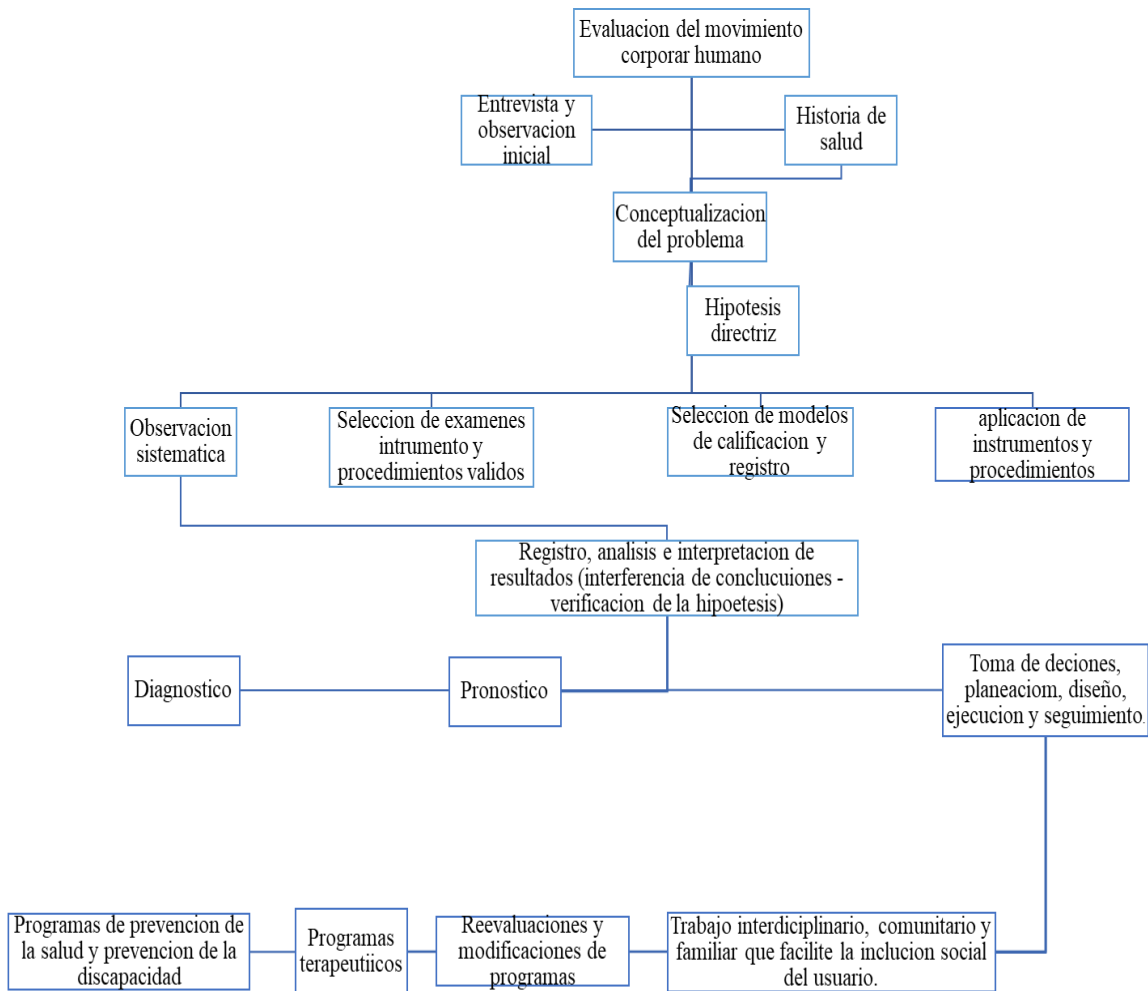 Evaluacion del movimiento
corporar humano
Entrevista y
observacion
inicial
Historia de
salud
Conceptualizacion
del problema
Hipotesis
directriz
Observacion
sistematica
Seleccion de examenes
intrumento y
procedimientos validos
Seleccion de modelos
de calificacion y
registro
aplicacion de
instrumentos y
procedimientos
Registro, analisis e interpretacion de
resultados (interferencia de conclucuiones -
verificacion de la hipoetesis)
Diagnostico
Pronóstico
Toma de deciones,
planeaciom, diseño,
ejecucion y seguimiento.
Programas de prevencion de
la salud y prevencion de la
discapacidad
Programas
terapeutiicos
Reevaluaciones y
modificaciones de
programas
Trabajo interdiciplinario, comunitario y
familiar que facilite la inclucion social
del usuario.